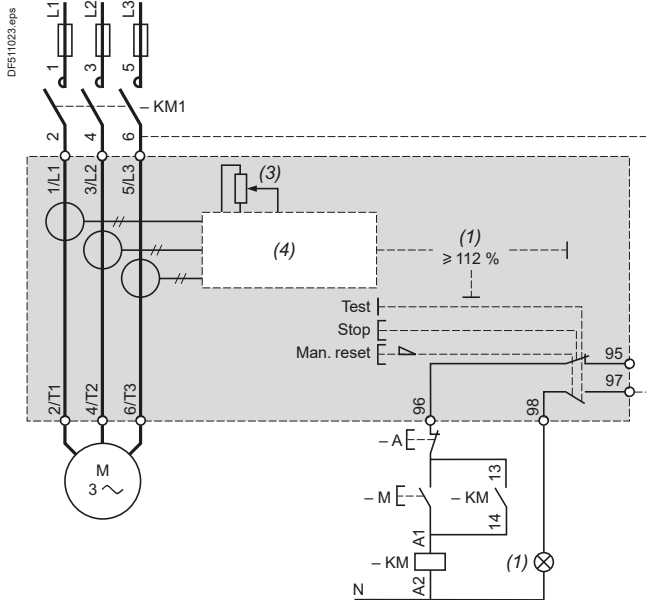 DF511023.eps
L1
L2
L3
1
3
5
– KM1
2
4
6
1/L1
3/L2
5/L3
(3)
(4)
(1)
⩾ 112 %
Test
Stop
Man. reset
95
97
2/T1
4/T2
6/T3
96
98
M
3
– A
– M
– KM
13
14
A1
– KM
A2
(1)
N